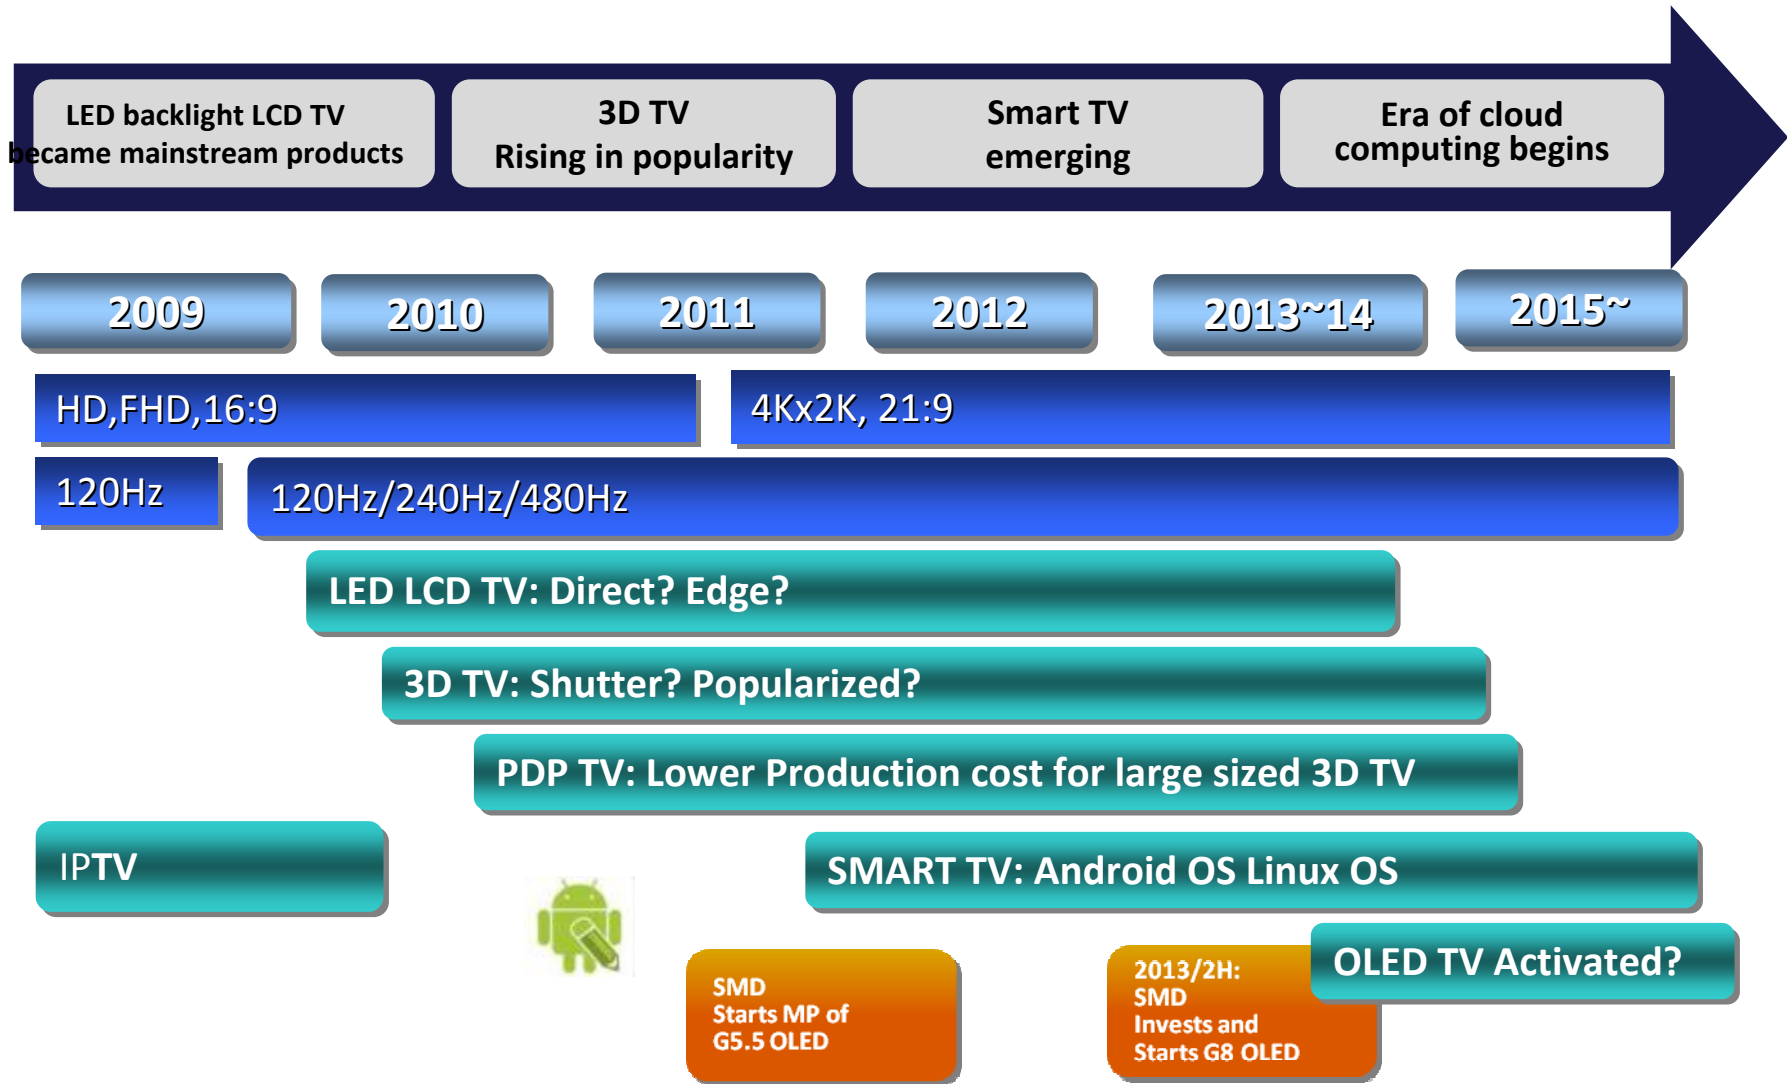 LED backlight LCD TV
became mainstream products
3D TV
Rising in popularity
Smart TV
emerging
Era of cloud
computing begins
2009
2010
2011
2012
2013~14
2015~
HD,FHD,16:9
4Kx2K, 21:9
120Hz
120Hz/240Hz/480Hz
LED LCD TV: Direct? Edge?
3D TV: Shutter? Popularized?
PDP TV: Lower Production cost for large sized 3D TV
IPTV
SMART TV: Android OS Linux OS
OLED TV Activated?
SMD
Starts MP of
G5.5 OLED
2013/2H:
SMD
Invests and
Starts G8 OLED